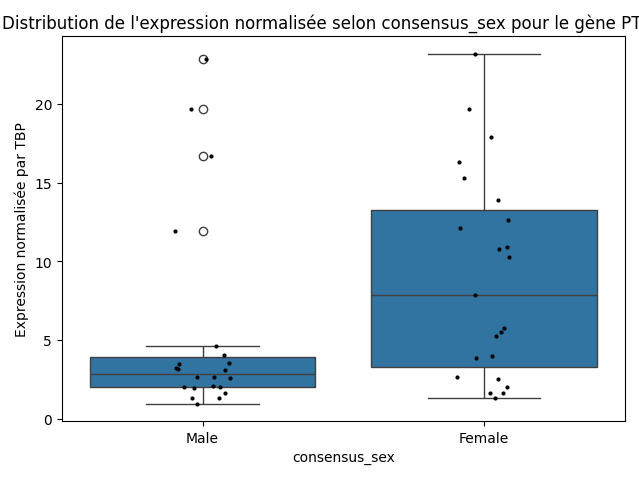 Distribution de l'expression normalisée selon consensus_sex pour le gène PT
Expression normalisée par TBP
20
15
10
5
0
Male
Female
consensus_sex